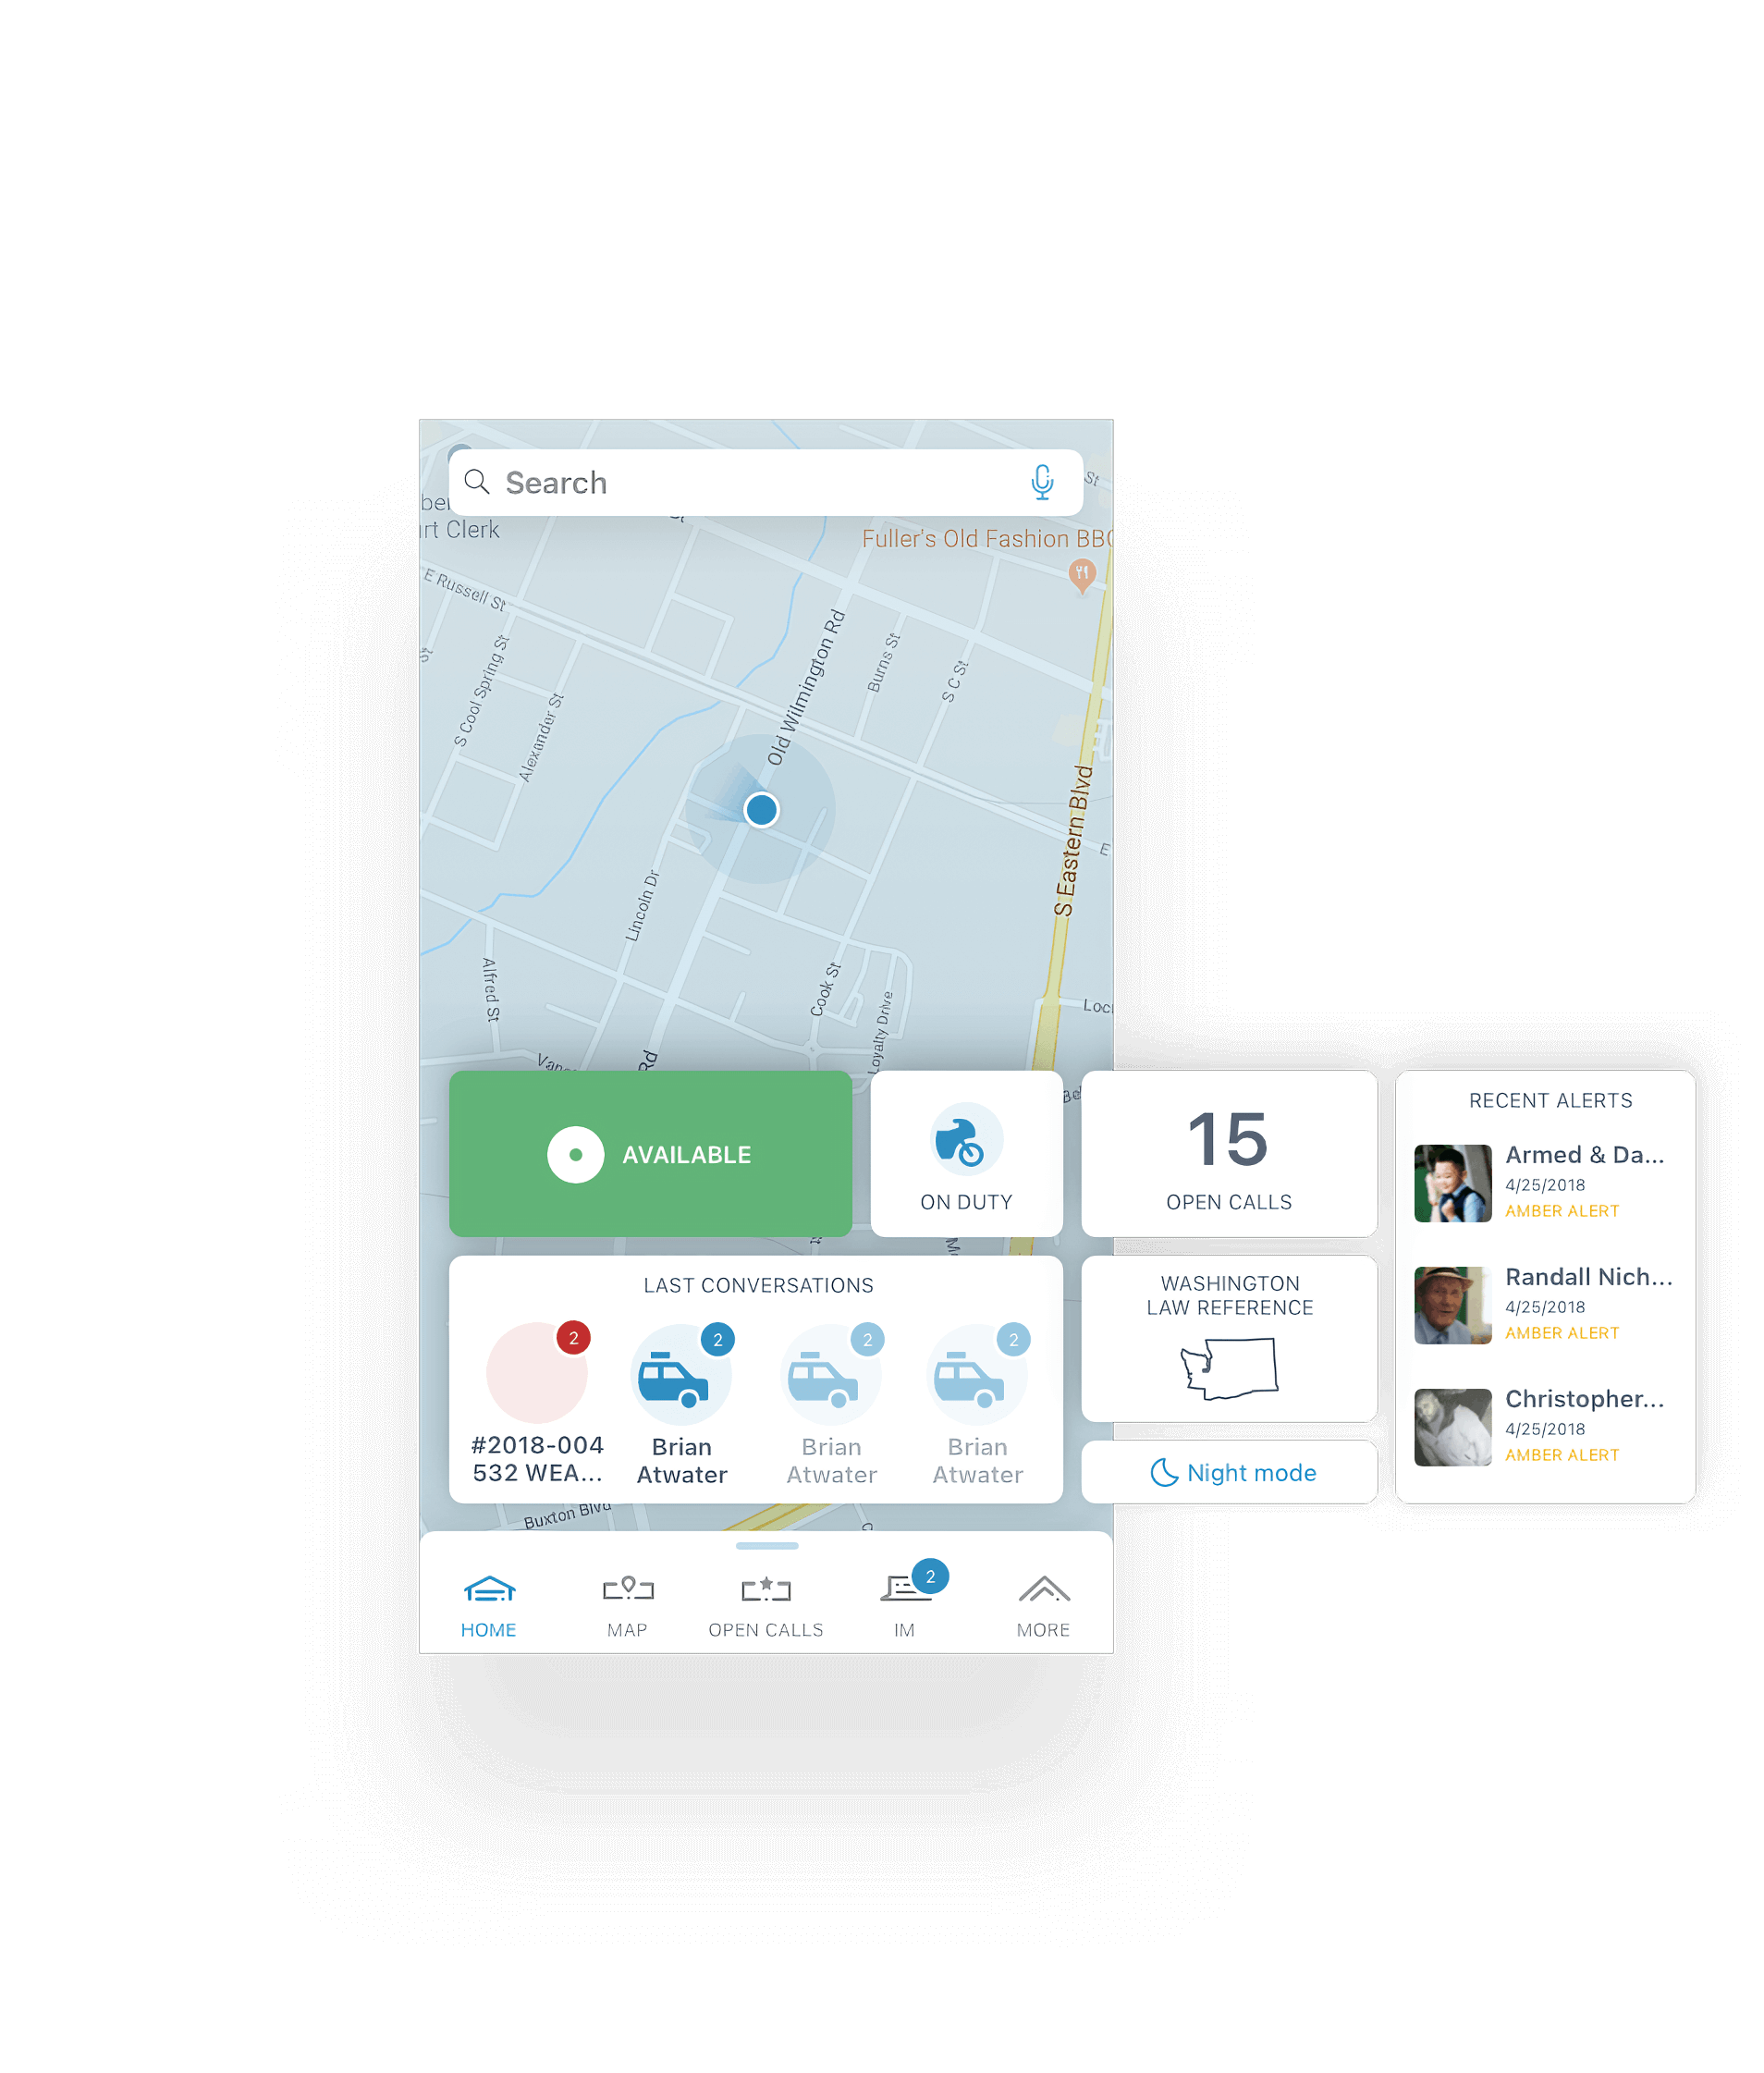 Search
St
rt Clerk
Fuller's Old Fashion BBQ
E Russell St
St
S Cool Spring St
Alexander St
Old Wilmington Rd
Burns St
S C St
S Eastern Blvd
E
Lincoln Dr
Alfred St
Cook St
Loyalty Drive
Rd
AVAILABLE
ON DUTY
15
OPEN CALLS
RECENT ALERTS
Armed & Da...
4/25/2018
AMBER ALERT
Randall Nich...
4/25/2018
AMBER ALERT
Christopher...
4/25/2018
AMBER ALERT
LAST CONVERSATIONS
2
2
2
2
#2018-004
532 WEA...
Brian
Atwater
Brian
Atwater
Brian
Atwater
WASHINGTON
LAW REFERENCE
Night mode
Buxton Blvd
2
HOME
MAP
OPEN CALLS
IM
MORE